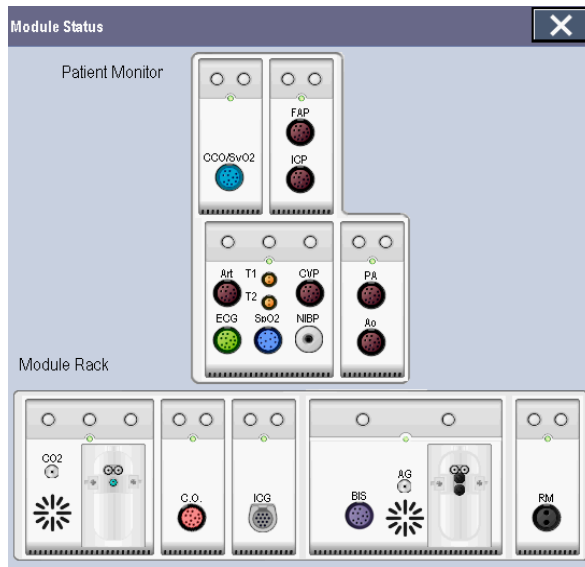 Module Status
Patient Monitor
FAP
CCO/SvO2
ICP
Art T1 CVP PA
T2
ECG SpO2 NIBP Ao
Module Rack
CO2
AG
C.O. ICG BIS RM